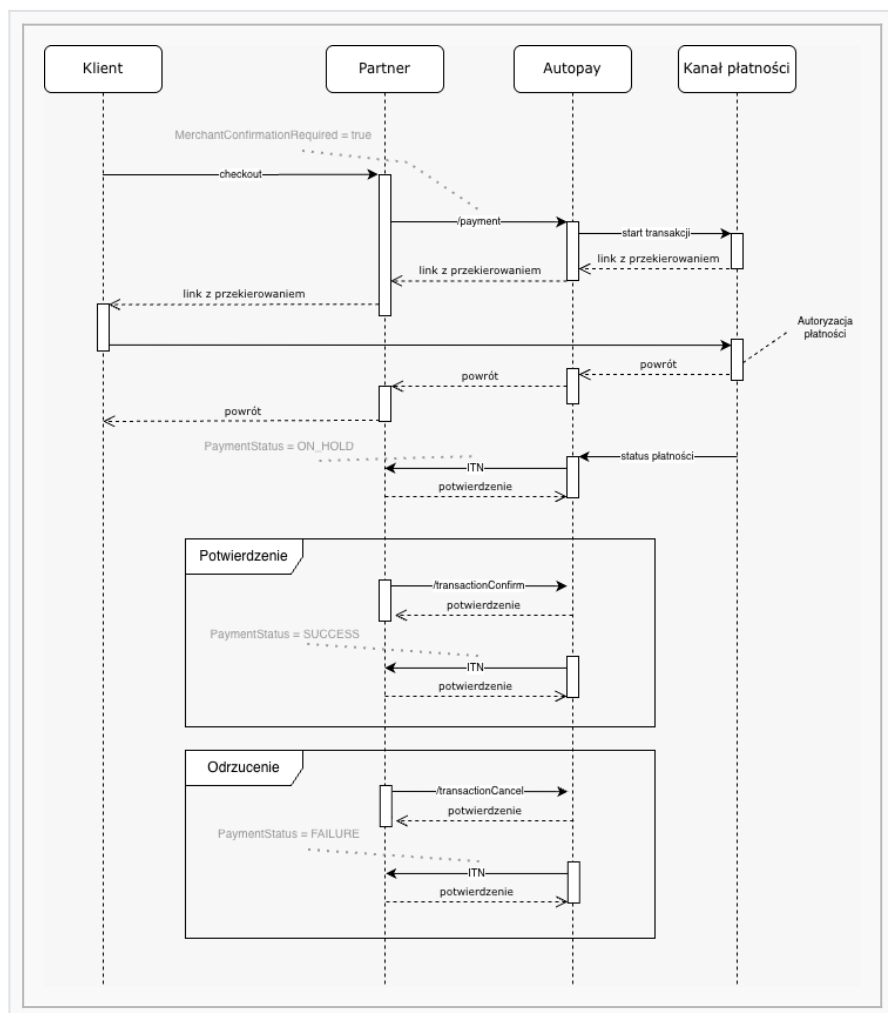 Klient
Partner
Autopay
Kanał płatności
MerchantConfirmationRequired = true
checkout
/payment
start transakcji
link z przekierowaniem
link z przekierowaniem
link z przekierowaniem
Autoryzacja
płatności
powrót
powrót
powrót
PaymentStatus = ON_HOLD
status płatności
ITN
potwierdzenie
Potwierdzenie
/transactionConfirm
potwierdzenie
PaymentStatus = SUCCESS
ITN
potwierdzenie
Odrzucenie
/transactionCancel
potwierdzenie
PaymentStatus = FAILURE
ITN
potwierdzenie